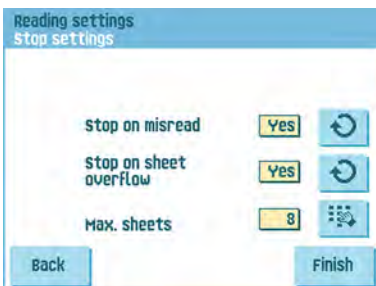 Reading settings
Stop settings
Stop on misread
Yes
Stop on sheet
overflow
Yes
Max. sheets
8
Back
Finish